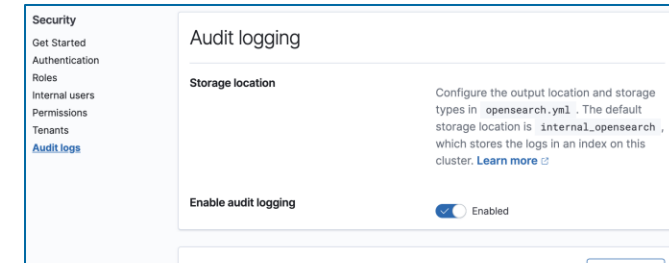 Security
Get Started
Authentication
Roles
Internal users
Permissions
Tenants
Audit logs
Audit logging
Storage location
Configure the output location and storage
types in opensearch.yml . The default
storage location is internal_opensearch ,
which stores the logs in an index on this
cluster. Learn more
Enable audit logging
Enabled